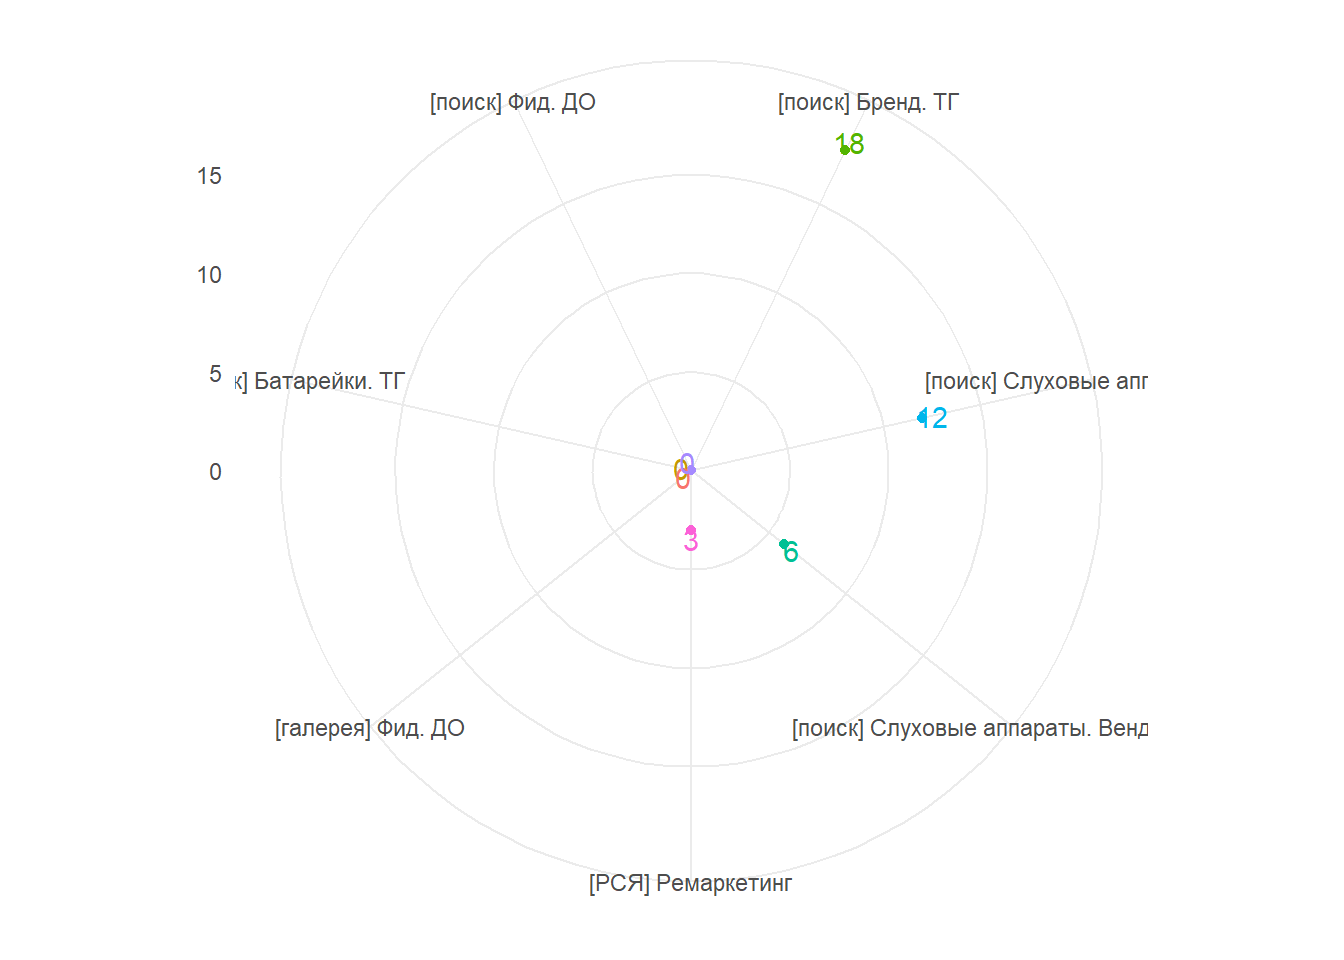 [поиск] Фид. ДО
[поиск] Бренд. ТГ
18
15
10
5
0
к] Батарейки. ТГ
[поиск] Слуховые апп
12
0
0
0
3
6
[галерея] Фид. ДО
[поиск] Слуховые аппараты. Венд
[РСЯ] Ремаркетинг